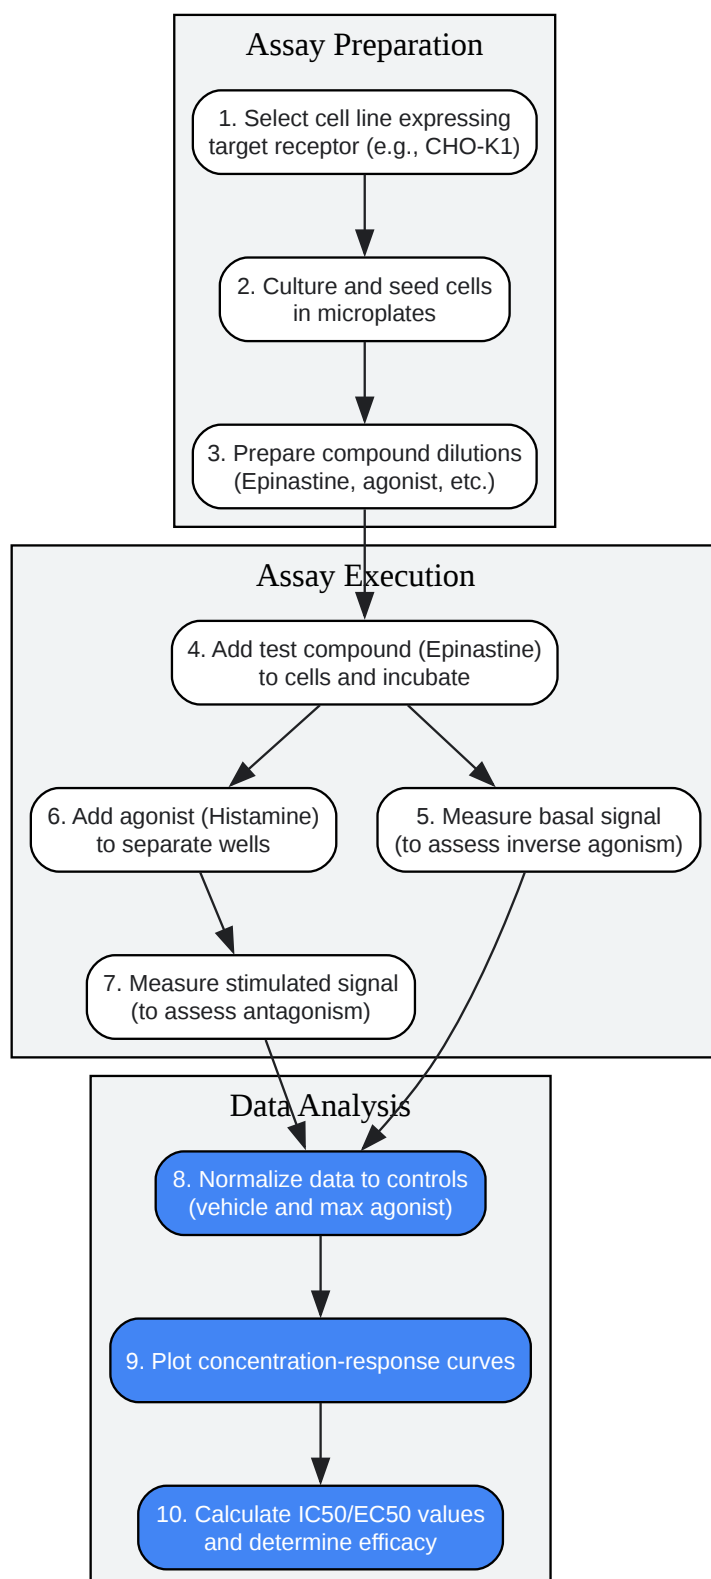 Assay Preparation
1. Select cell line expressing
target receptor (e.g., CHO-K1)
2. Culture and seed cells
in microplates
3. Prepare compound dilutions
(Epinastine, agonist, etc.)
Assay Execution
4. Add test compound (Epinastine)
to cells and incubate
6. Add agonist (Histamine)
to separate wells
5. Measure basal signal
(to assess inverse agonism)
7. Measure stimulated signal
(to assess antagonism)
Data Analysis
8. Normalize data to controls
(vehicle and max agonist)
9. Plot concentration-response curves
10. Calculate IC50/EC50 values
and determine efficacy